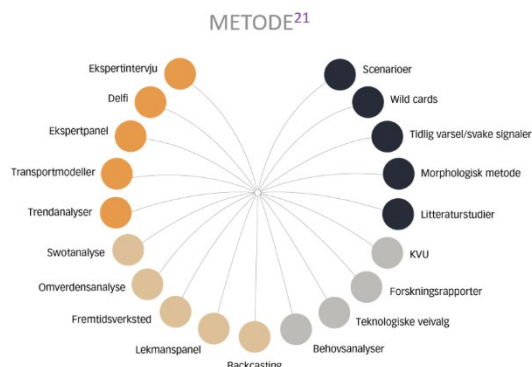 METODE21
Ekspertintervju
Delfi
Ekspertpanel
Transportmodeller
Trendanalyser
Swotanalyse
Omverdensanalyse
Fremtidsverksted
Lekmanspanel
Backcasting
Scenarioer
Wild cards
Tidlig varsel/svake signaler
Morphologisk metode
Litteraturstudier
KVU
Forskningsrapporter
Teknologiske veivalg
Behovsanalyser